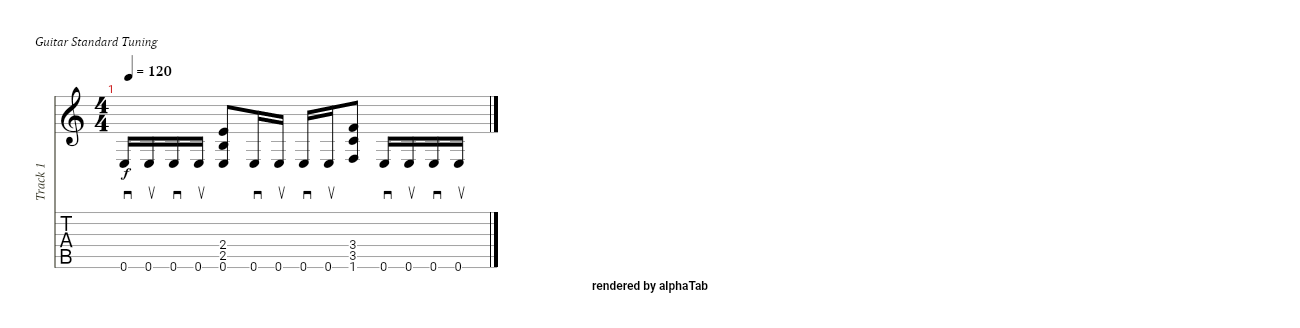 Guitar Standard Tuning
= 120
1
4
4
f
Track 1
T
A
B
2 3
2 3
0 0 0 0 0 0 0 0 0 1 0 0 0 0
rendered by alphaTab